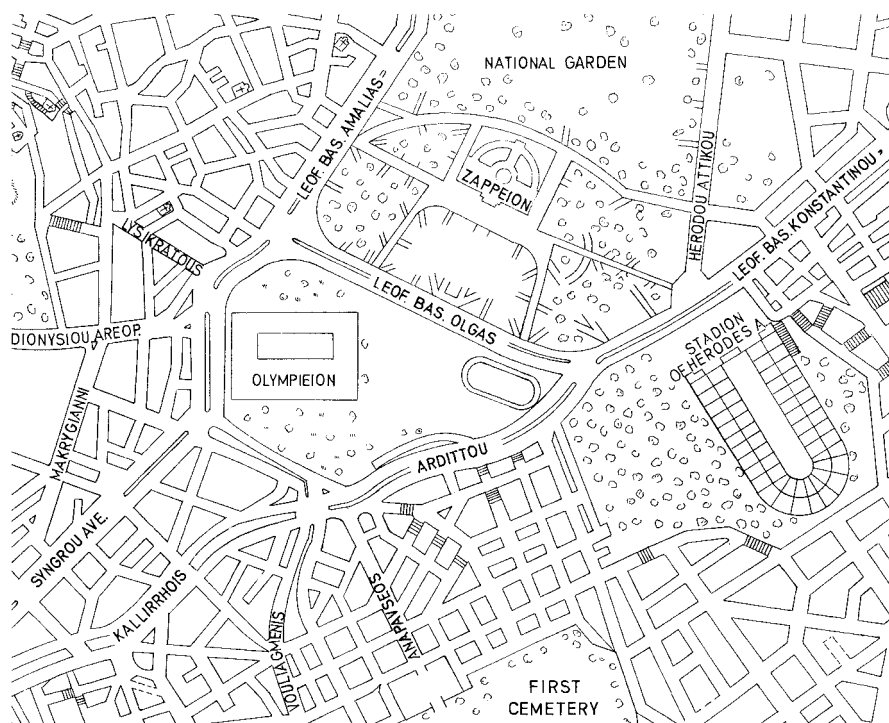 NATIONAL GARDEN
LEOF. BAS. AMALIAS
ZAPPEION
HERODOU ATTIKOU
LEOF. BAS. KONSTANTINOU
LYSIKRATOUS
LEOF. BAS. OLGAS
DIONYSIOU AREOP.
STADION
OF HERODES A.
OLYMPIEION
MAKRYGIANNI
ARDITTOU
SYNGROU AVE.
KALLIRRHOIS
VOULIAGMENIS
ANAPAVSEOS
FIRST
CEMETERY